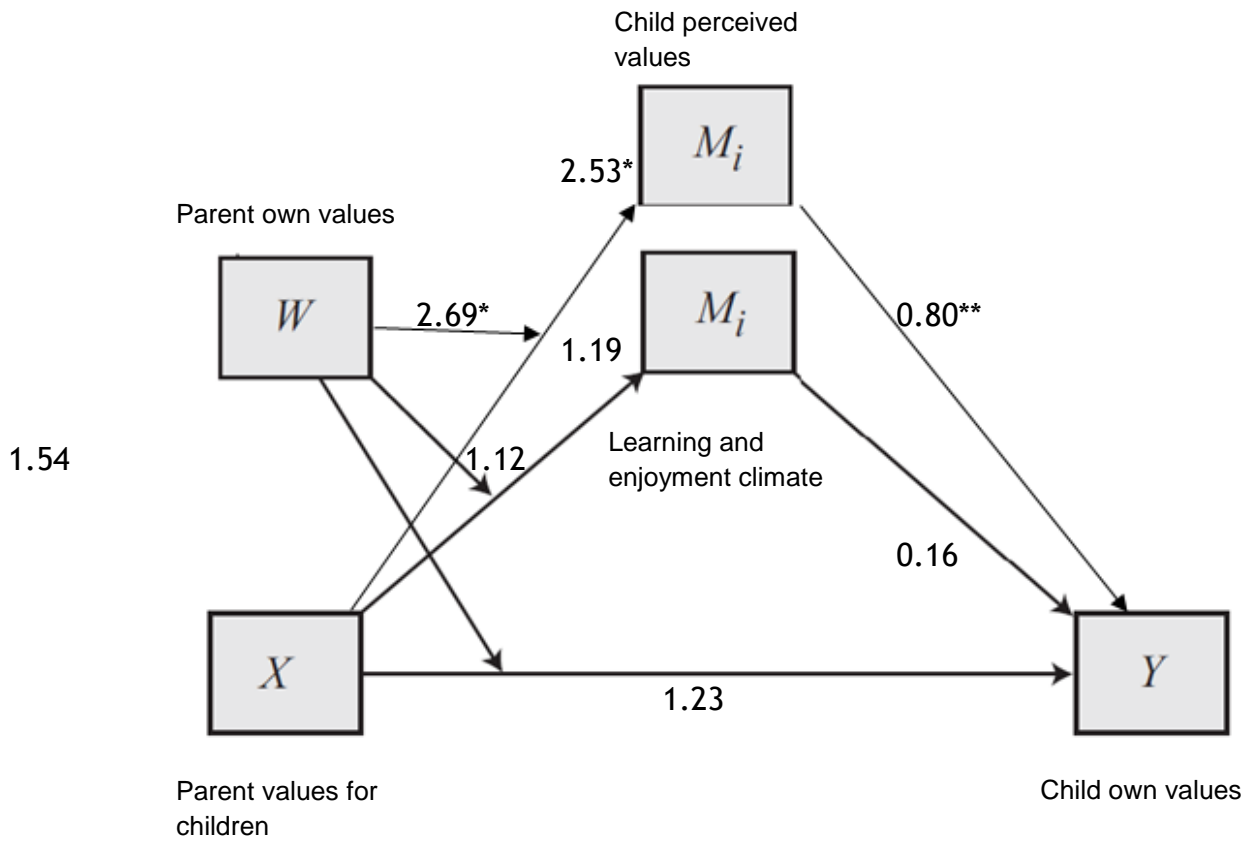 Child perceived
values
M_i
2.53*
Parent own values
W
2.69*
M_i
1.19
0.80**
1.54
1.12
Learning and
enjoyment climate
0.16
X
Y
1.23
Parent values for
children
Child own values